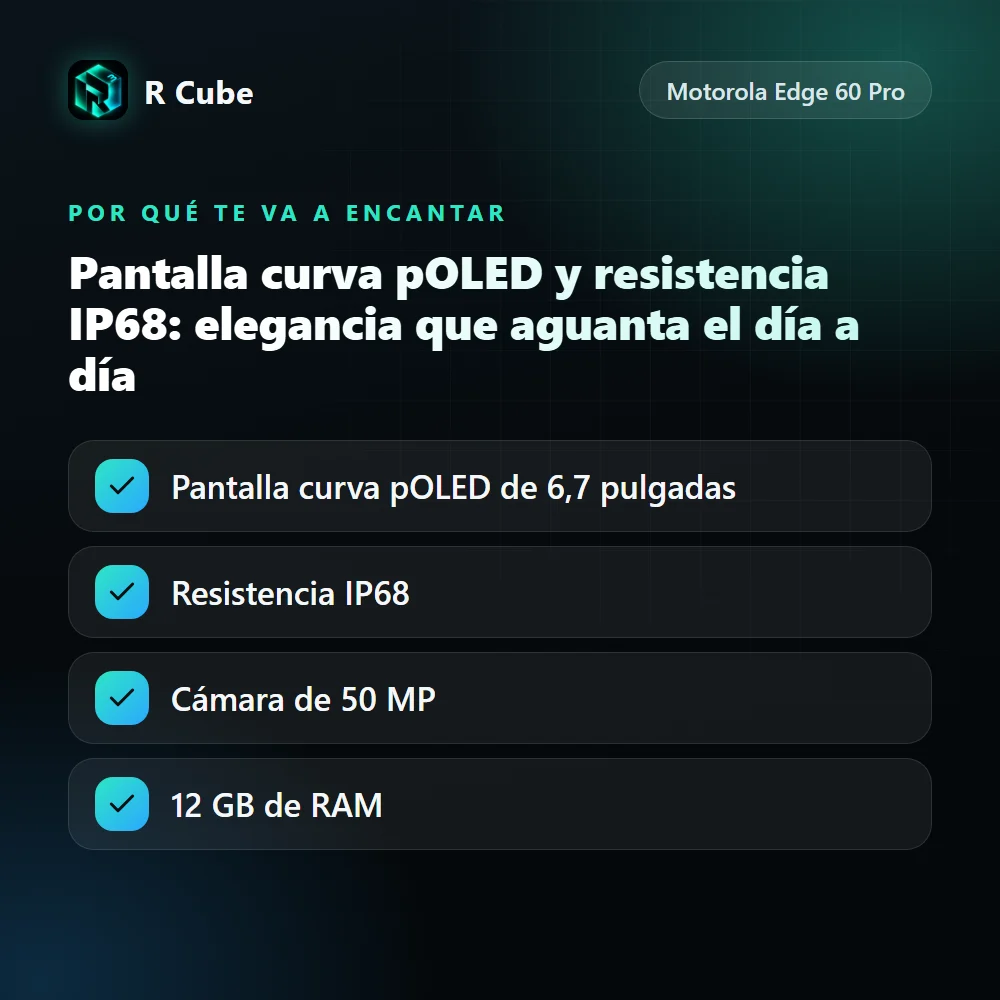 R Cube
Motorola Edge 60 Pro
POR QUÉ TE VA A ENCANTAR
Pantalla curva pOLED y resistencia
IP68: elegancia que aguanta el día a
día
Pantalla curva pOLED de 6,7 pulgadas
Resistencia IP68
Cámara de 50 MP
12 GB de RAM